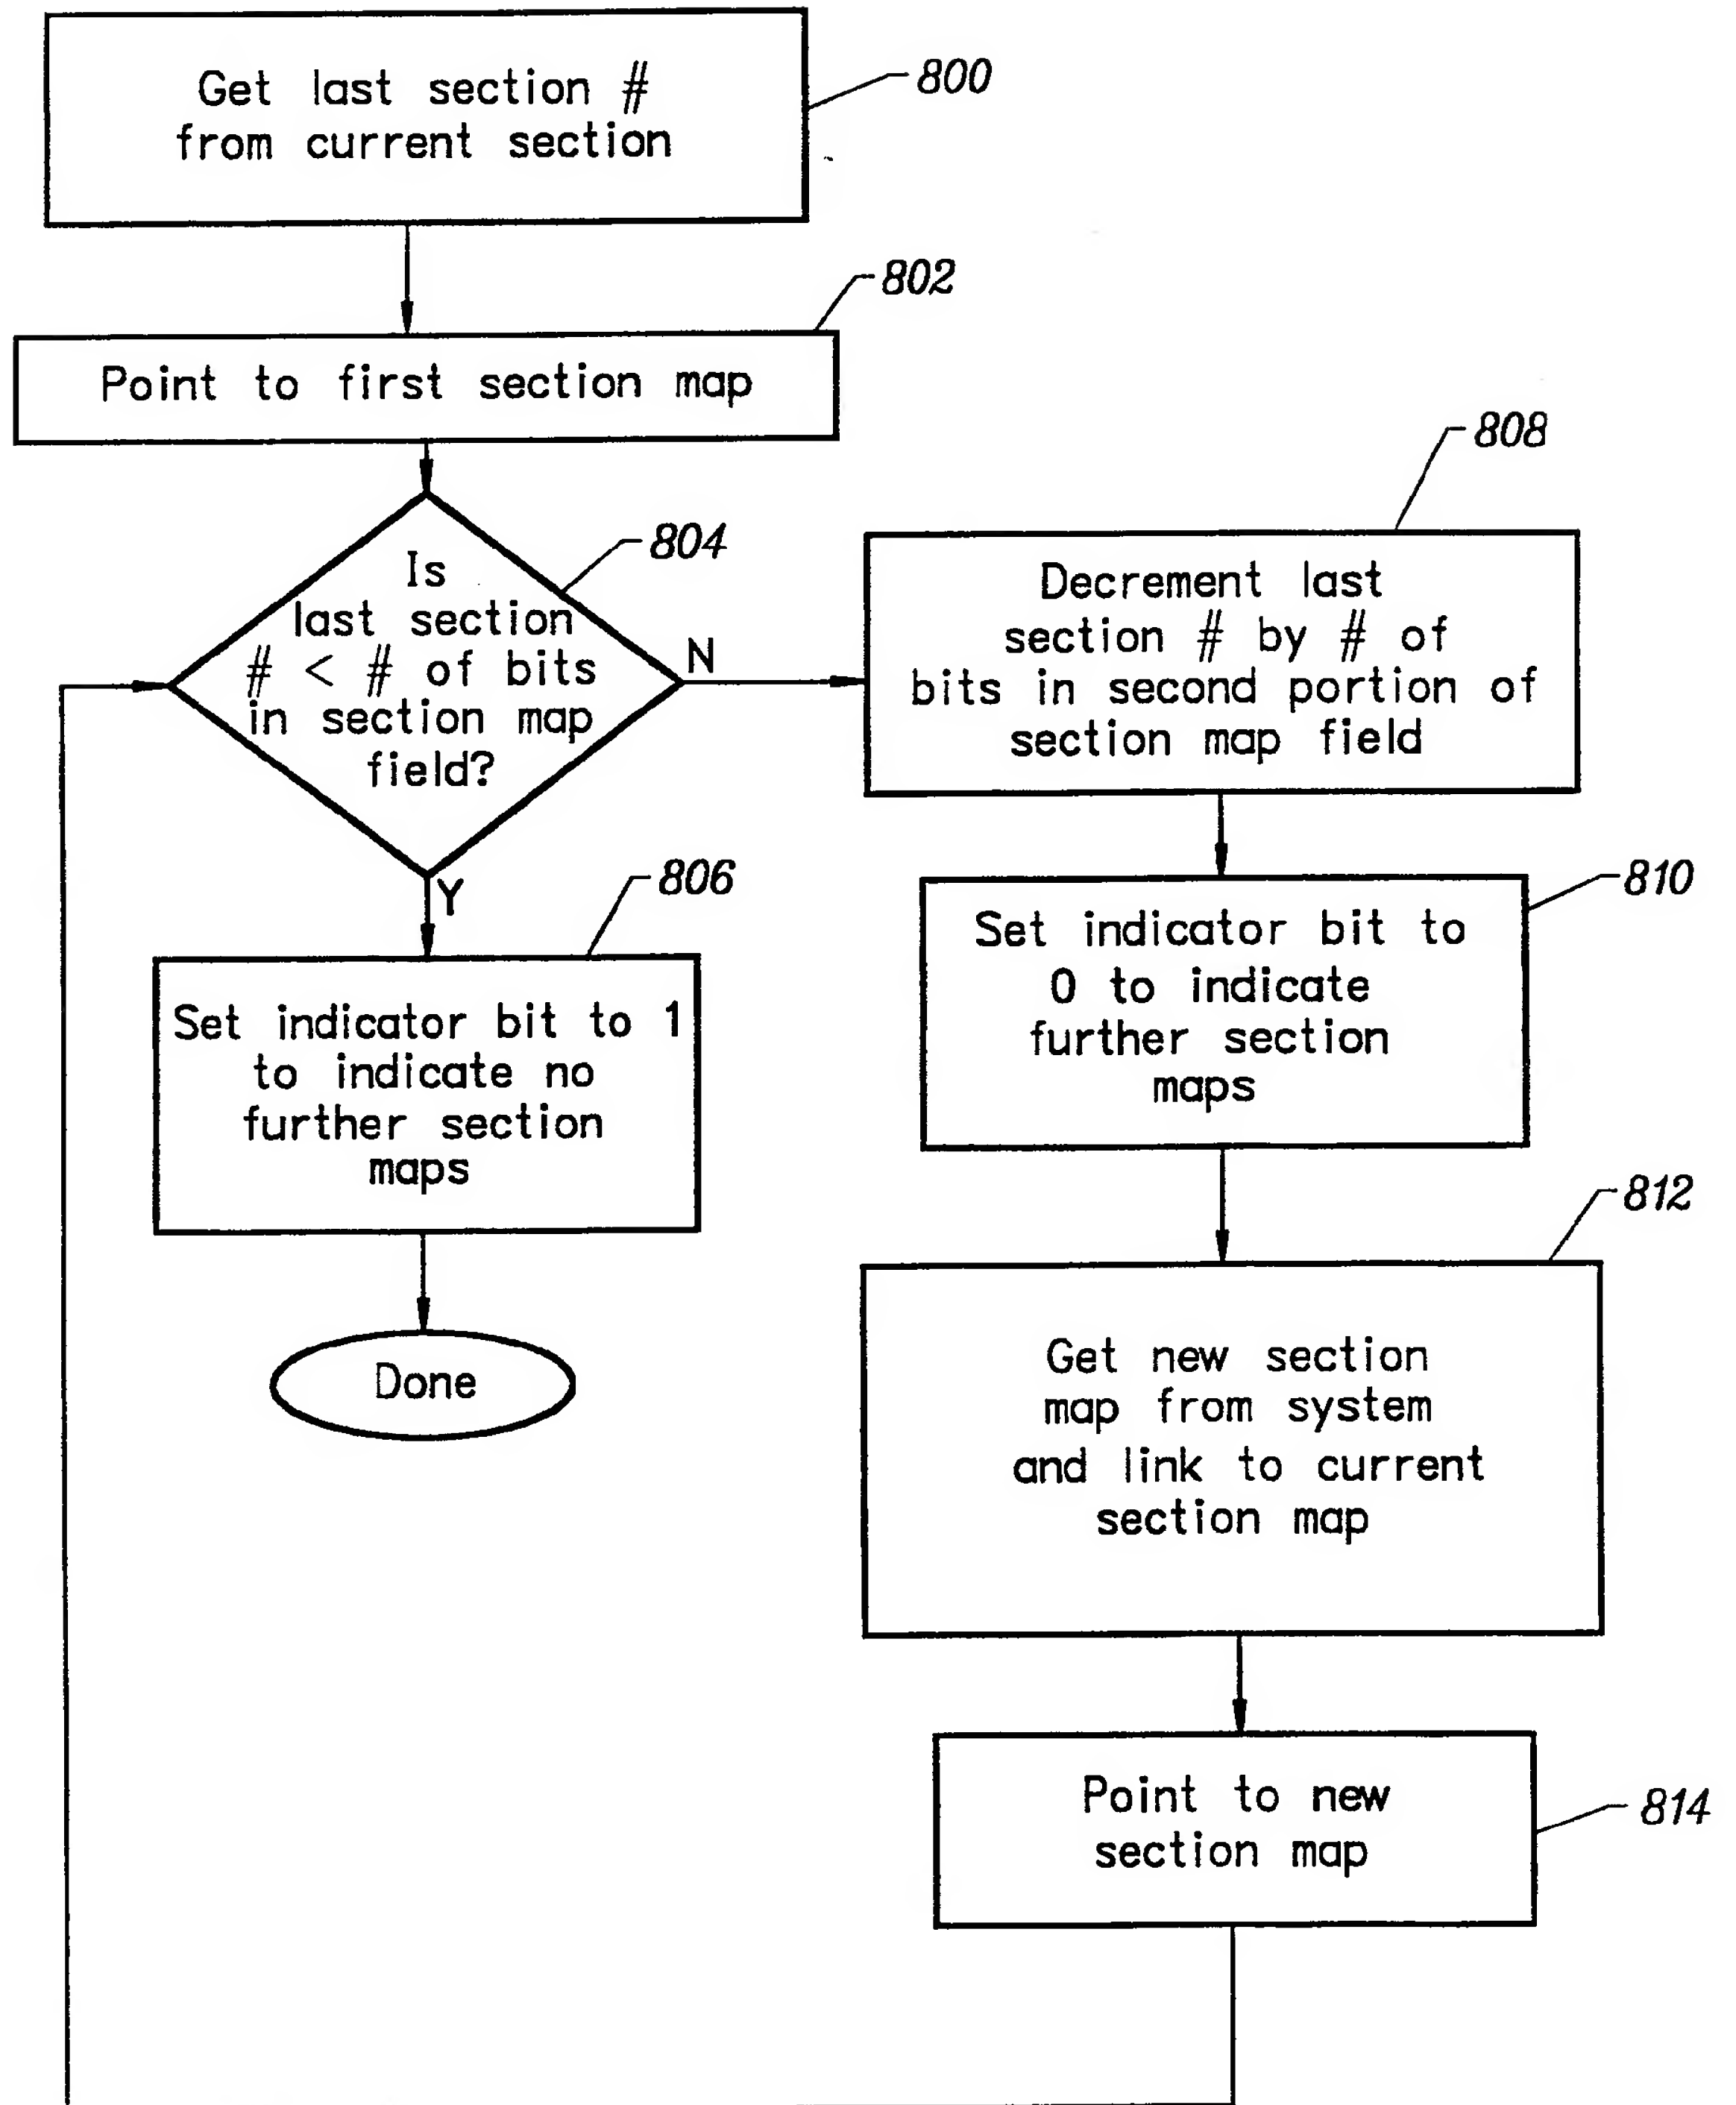 Get last section #
from current section
800
802
Point to first section map
804
Is
last section
# < # of bits
in section map
field?
N
Y
808
Decrement last
section # by # of
bits in second portion of
section map field
806
Set indicator bit to 1
to indicate no
further section
maps
810
Set indicator bit to
0 to indicate
further section
maps
Done
812
Get new section
map from system
and link to current
section map
814
Point to new
section map